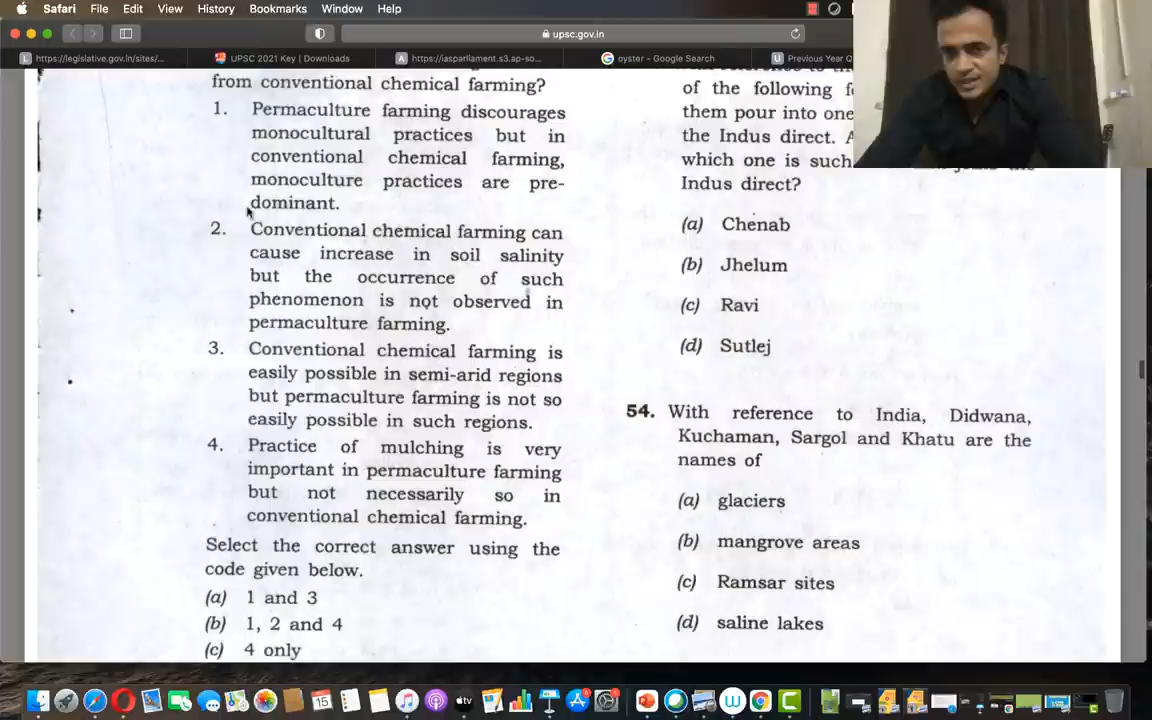 Safari File Edit View History Bookmarks Window Help
upsc.gov.in
https://legislative.gov.in/sites/...
UPSC 2021 Key | Downloads
https://iasparliament.s3.ap-so...
oyster - Google Search
Previous Year Q
from conventional chemical farming?
1. Permaculture farming discourages
monocultural practices but in
conventional chemical farming,
monoculture practices are pre-
dominant.
2. Conventional chemical farming can
cause increase in soil salinity
but the occurrence of such
phenomenon is not observed in
permaculture farming.
3. Conventional chemical farming is
easily possible in semi-arid regions
but permaculture farming is not so
easily possible in such regions.
4. Practice of mulching is very
important in permaculture farming
but not necessarily so in
conventional chemical farming.
Select the correct answer using the
code given below.
(a) 1 and 3
(b) 1, 2 and 4
(c) 4 only
of the following
them pour into one
the Indus direct.
which one is such
Indus direct?
(a) Chenab
(b) Jhelum
(c) Ravi
(d) Sutlej
54. With reference to India, Didwana,
Kuchaman, Sargol and Khatu are the
names of
(a) glaciers
(b) mangrove areas
(c) Ramsar sites
(d) saline lakes